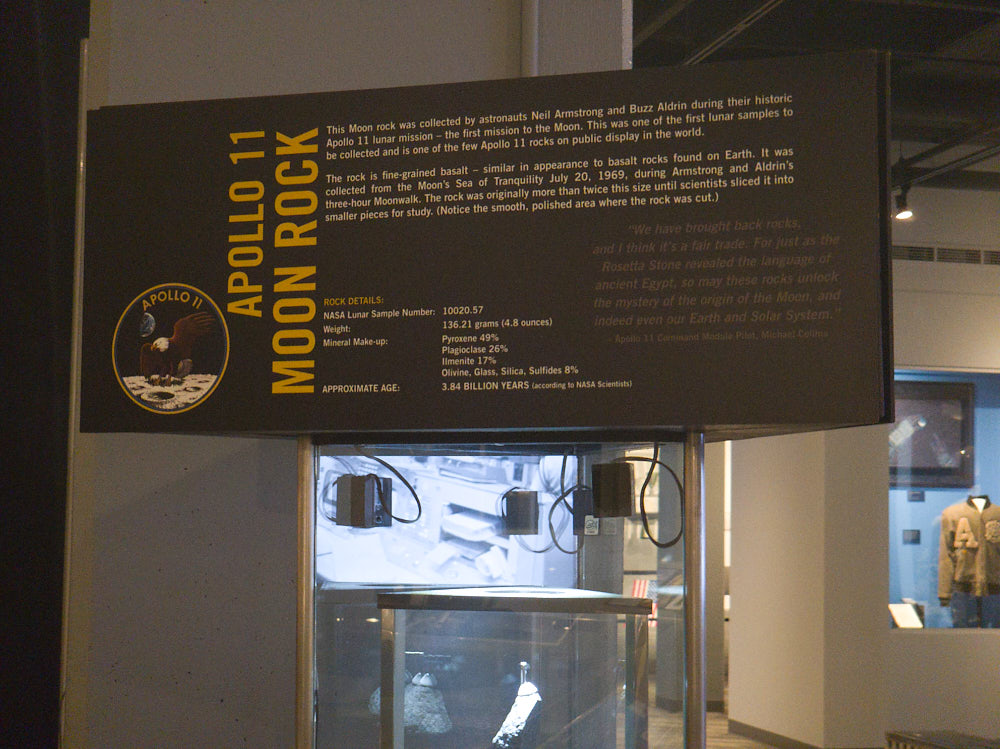 APOLLO 11
MOON ROCK
This Moon rock was collected by astronauts Neil Armstrong and Buzz Aldrin during their historic
Apollo 11 lunar mission – the first mission to the Moon. This was one of the first lunar samples to
be collected and is one of the few Apollo 11 rocks on public display in the world.
The rock is fine-grained basalt – similar in appearance to basalt rocks found on Earth. It was
collected from the Moon's Sea of Tranquility July 20, 1969, during Armstrong and Aldrin's
three-hour Moonwalk. The rock was originally more than twice this size until scientists sliced it into
smaller pieces for study. (Notice the smooth, polished area where the rock was cut.)
"We have brought back rocks,
and I think it's a fair trade. For just as the
Rosetta Stone revealed the language of
ancient Egypt, so may these rocks unlock
the mystery of the origin of the Moon, and
indeed even our Earth and Solar System."
- Apollo 11 Command Module Pilot, Michael Collins
APOLLO 11
ROCK DETAILS:
NASA Lunar Sample Number: 10020.57
Weight: 136.21 grams (4.8 ounces)
Mineral Make-up: Pyroxene 49%
Plagioclase 26%
Ilmenite 17%
Olivine, Glass, Silica, Sulfides 8%
APPROXIMATE AGE: 3.84 BILLION YEARS (according to NASA Scientists)
A